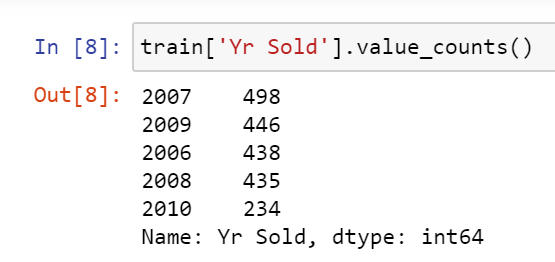 In [8]: train['Yr Sold'].value_counts()
Out[8]: 2007    498
2009    446
2006    438
2008    435
2010    234
Name: Yr Sold, dtype: int64